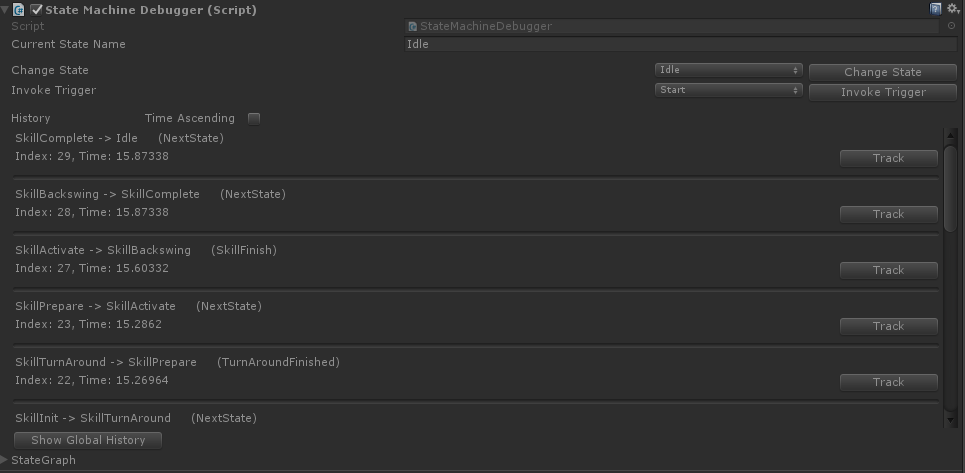 State Machine Debugger (Script)
Script StateMachineDebugger
Current State Name Idle
Change State Idle Change State
Invoke Trigger Start Invoke Trigger
History Time Ascending
SkillComplete -> Idle (NextState)
Index: 29, Time: 15.87338 Track
SkillBackswing -> SkillComplete (NextState)
Index: 28, Time: 15.87338 Track
SkillActivate -> SkillBackswing (SkillFinish)
Index: 27, Time: 15.60332 Track
SkillPrepare -> SkillActivate (NextState)
Index: 23, Time: 15.2862 Track
SkillTurnAround -> SkillPrepare (TurnAroundFinished)
Index: 22, Time: 15.26964 Track
SkillInit -> SkillTurnAround (NextState)
Show Global History
StateGraph